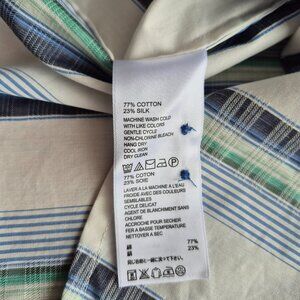 77% COTTON
23% SILK
MACHINE WASH COLD
WITH LIKE COLORS
GENTLE CYCLE
NON-CHLORINE BLEACH
HANG DRY
COOL IRON
DRY CLEAN
77% COTON
23% SOIE
LAVER A LA MACHINE A L'EAU
FROIDE AVEC DES COULEURS
SEMBLABLES
CYCLE DELICAT
AGENT DE BLANCHIMENT SANS
CHLORE
ACCROCHE POUR SECHER
FER A BASSE TEMPERATURE
NETTOYER A SEC
77%
23%